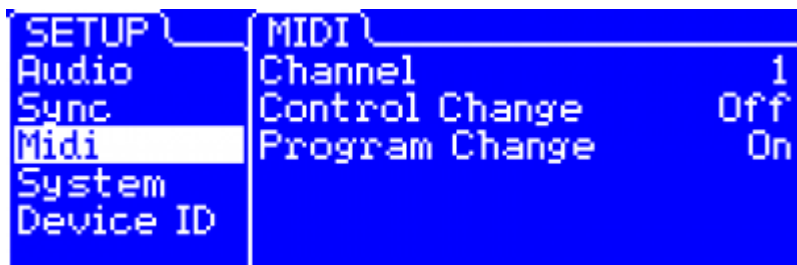 SETUP
Audio
Sync
Midi
System
Device ID
MIDI
Channel 1
Control Change Off
Program Change On